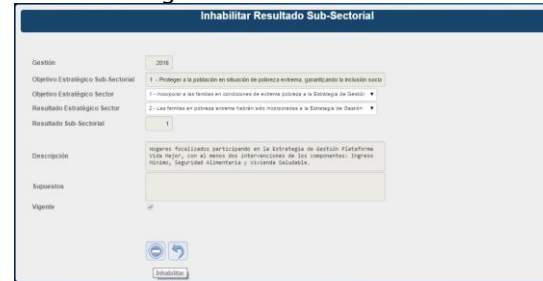 Inhabilitar Resultado Sub-Sectorial
Gestión 2016
Objetivo Estratégico Sub-Sectorial 1 - Proteger a la población en situación de pobreza extrema, garantizando la inclusión socia
Objetivo Estratégico Sector 1 - Incorporar a las familias en condiciones de extrema pobreza a la Estrategia de Gestión
Resultado Estratégico Sector 2 - Las familias en pobreza extrema habrán sido incorporadas a la Estrategia de Gestión
Resultado Sub-Sectorial 1
Descripción
Hogares focalizados participando en la Estrategia de Gestión Plataforma
Vida Mejor, con al menos dos intervenciones de los componentes: Ingreso
Mínimo, Seguridad Alimentaria y Vivienda Saludable.
Supuestos
Vigente
Inhabilitar